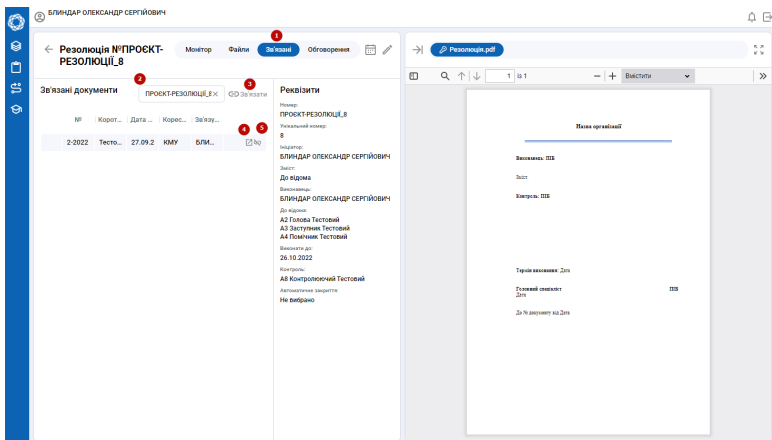 БЛИНДАР ОЛЕКСАНДР СЕРГІЙОВИЧ
1
Резолюція №ПРОЄКТ-
РЕЗОЛЮЦІЇ_8
Монітор Файли Зв'язані Обговорення
Резолюція.pdf
1 із 1
Вмістити
2
3
Зв'язані документи
ПРОЄКТ-РЕЗОЛЮЦІЇ_8
Зв'язати
№ Корот... Дата ... Корес... Зв'язу...
4
5
2-2022 Тесто... 27.09.2 КМУ БЛИ...
Реквізити
Номер:
ПРОЄКТ-РЕЗОЛЮЦІЇ_8
Унікальний номер:
8
Ініціатор:
БЛИНДАР ОЛЕКСАНДР СЕРГІЙОВИЧ
Зміст:
До відома
Виконавець:
БЛИНДАР ОЛЕКСАНДР СЕРГІЙОВИЧ
До відома:
А2 Голова Тестовий
А3 Заступник Тестовий
А4 Помічник Тестовий
Виконати до:
26.10.2022
Контроль:
А8 Контролюючий Тестовий
Автоматичне закриття:
Не вибрано
Назва організації
Виконавець: ПІБ
Зміст
Контроль: ПІБ
Термін виконання: Дата
Головний спеціаліст ПІБ
Дата
До № документу від Дата